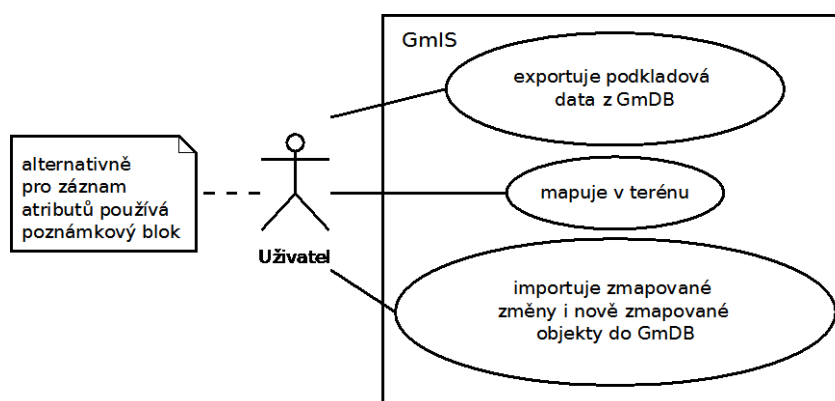 GmIS
exportuje podkladová
data z GmDB
alternativně
pro záznam
atributů používá
poznámkový blok
mapuje v terénu
Uživatel
importuje zmapované
změny i nově zmapované
objekty do GmDB